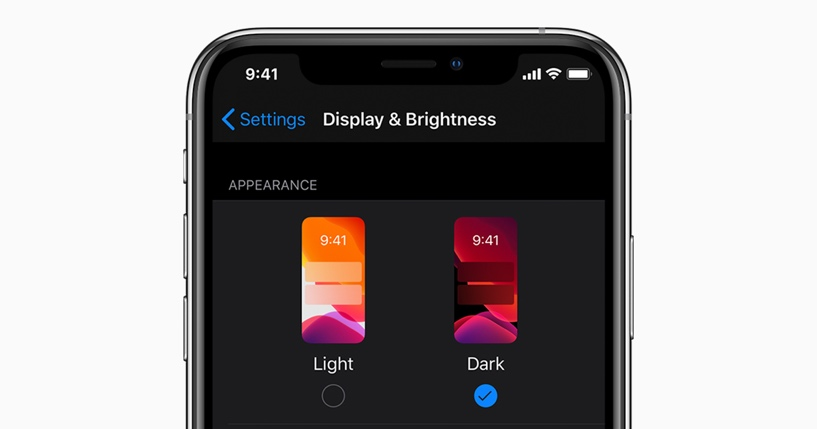 9:41
Settings Display & Brightness
APPEARANCE
9:41 9:41
Light Dark